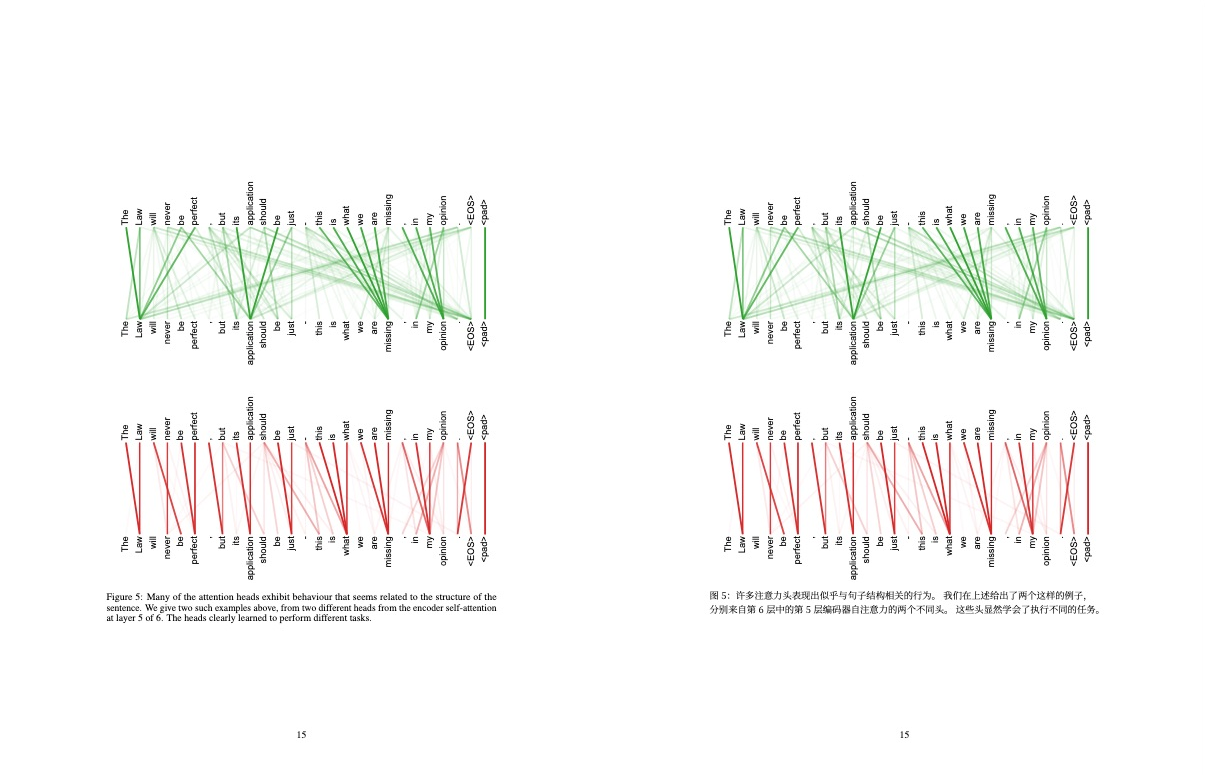 The Law will never be perfect , but its application should be just - this is what we are missing , in my opinion . <EOS> <pad>
The Law will never be perfect , but its application should be just - this is what we are missing , in my opinion . <EOS> <pad>
The Law will never be perfect , but its application should be just - this is what we are missing , in my opinion . <EOS> <pad>
The Law will never be perfect , but its application should be just - this is what we are missing , in my opinion . <EOS> <pad>
Figure 5: Many of the attention heads exhibit behaviour that seems related to the structure of the
sentence. We give two such examples above, from two different heads from the encoder self-attention
at layer 5 of 6. The heads clearly learned to perform different tasks.
15
The Law will never be perfect , but its application should be just - this is what we are missing , in my opinion . <EOS> <pad>
The Law will never be perfect , but its application should be just - this is what we are missing , in my opinion . <EOS> <pad>
The Law will never be perfect , but its application should be just - this is what we are missing , in my opinion . <EOS> <pad>
The Law will never be perfect , but its application should be just - this is what we are missing , in my opinion . <EOS> <pad>
图 5：许多注意力头表现出似乎与句子结构相关的行为。 我们在上述给出了两个这样的例子，
分别来自第 6 层中的第 5 层编码器自注意力的两个不同头。 这些头显然学会了执行不同的任务。
15